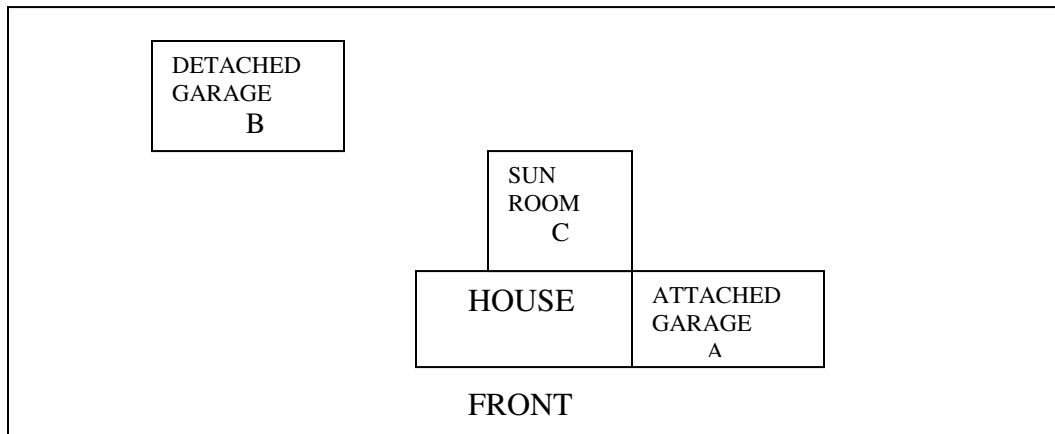 DETACHED
GARAGE
B
SUN
ROOM
C
HOUSE
ATTACHED
GARAGE
A
FRONT